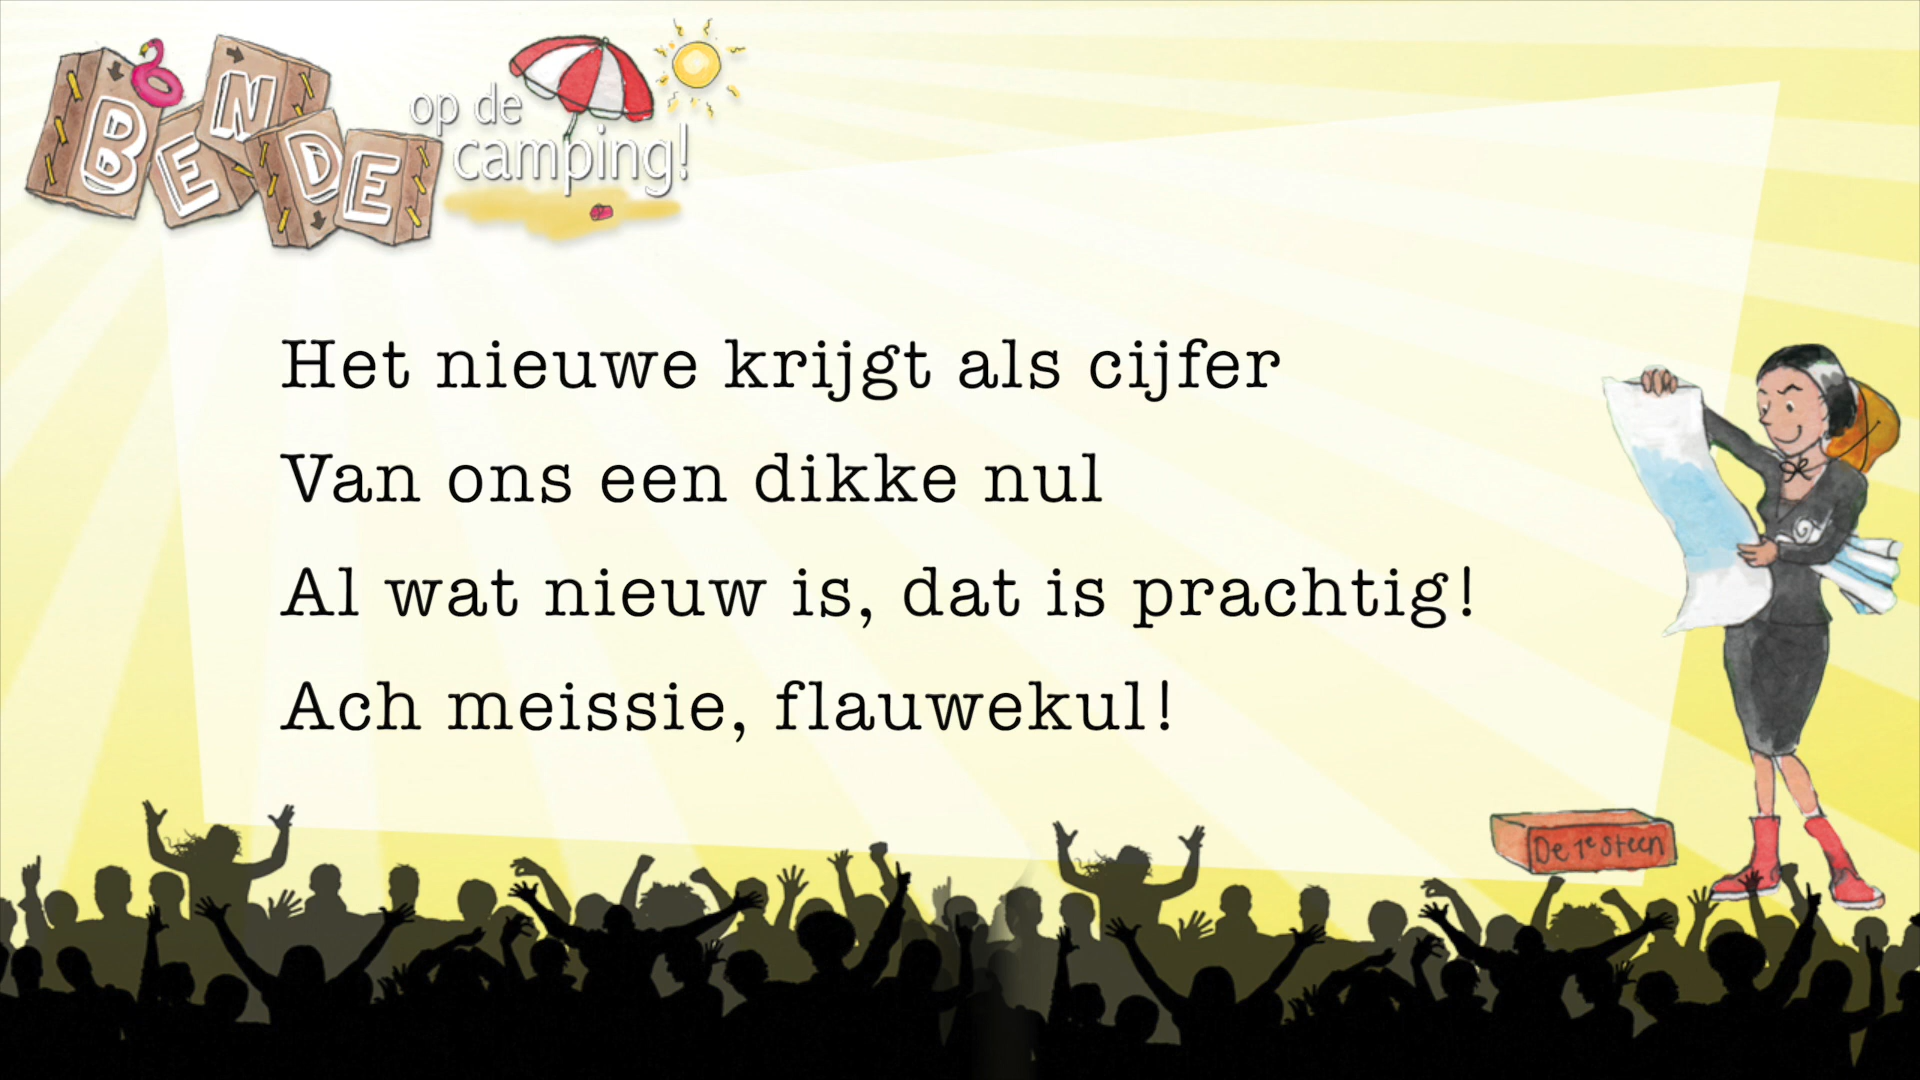 BENDE
op de
camping!
Het nieuwe krijgt als cijfer
Van ons een dikke nul
Al wat nieuw is, dat is prachtig!
Ach meissie, flauwekul!
De 1e steen